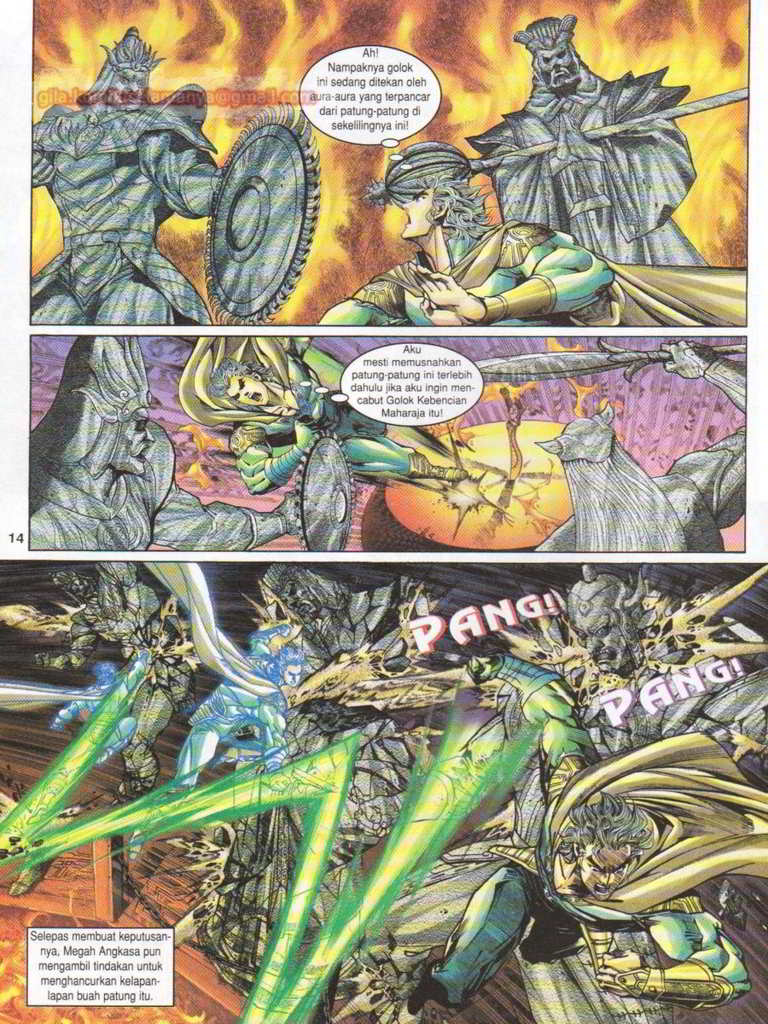 Ah!
Nampaknya golok
ini sedang ditekan oleh
aura-aura yang terpancar
dari patung-patung di
sekelilingnya ini!
Aku
mesti memusnahkan
patung-patung ini terlebih
dahulu jika aku ingin men-
cabut Golok Kebencian
Maharaja itu!
14
PANG!
PANG!
Selepas membuat keputusan-
nya, Megah Angkasa pun
mengambil tindakan untuk
menghancurkan kelapan-
lapan buah patung itu.